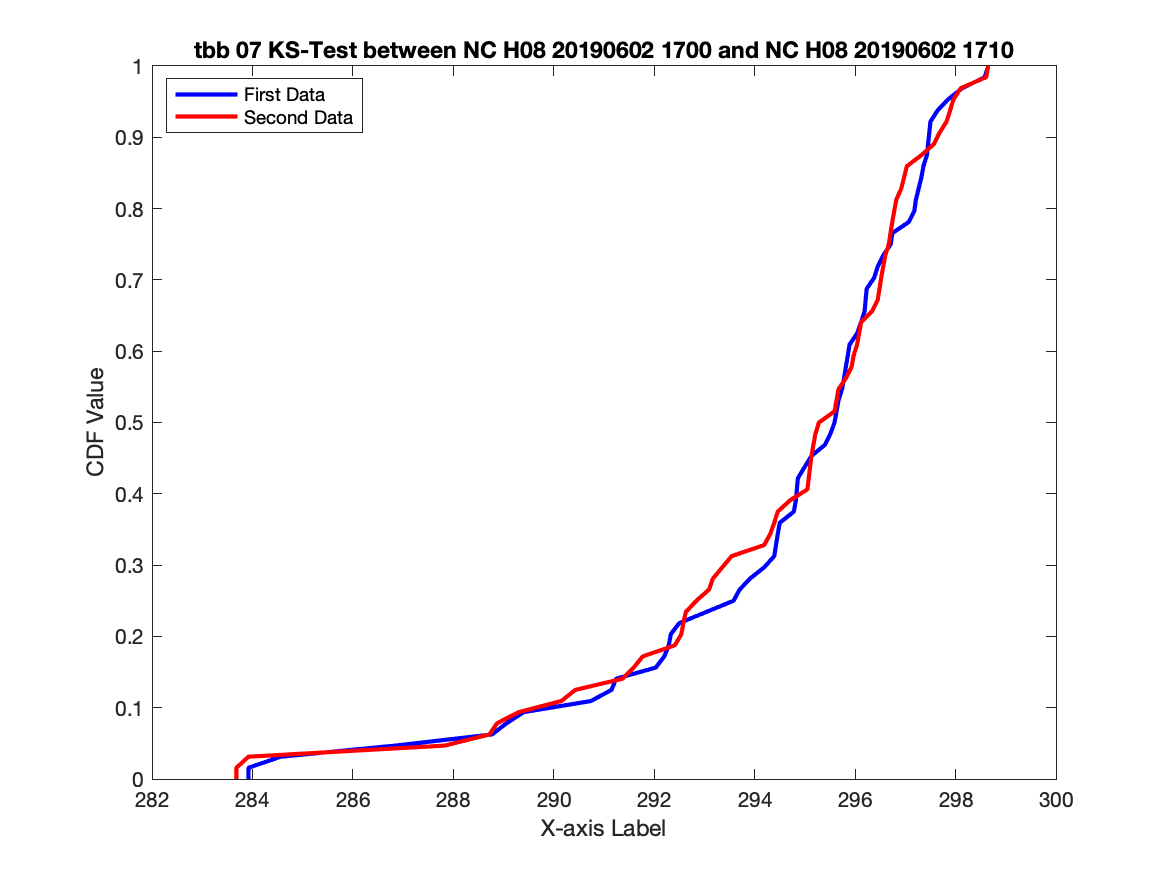 tbb 07 KS-Test between NC H08 20190602 1700 and NC H08 20190602 1710
First Data
Second Data
1
0.9
0.8
0.7
0.6
0.5
0.4
0.3
0.2
0.1
0
CDF Value
282 284 286 288 290 292 294 296 298 300
X-axis Label